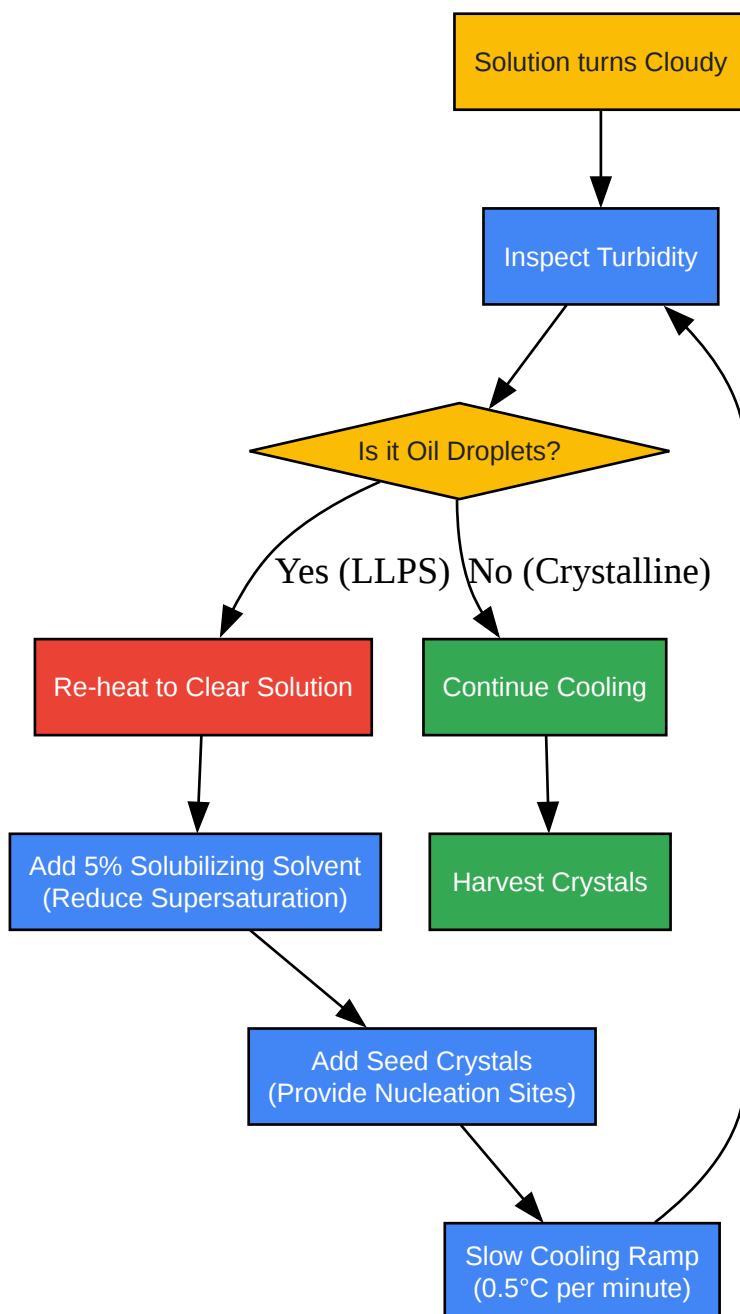 Solution turns Cloudy
Inspect Turbidity
Is it Oil Droplets?
Yes (LLPS)
No (Crystalline)
Re-heat to Clear Solution
Continue Cooling
Add 5% Solubilizing Solvent
(Reduce Supersaturation)
Harvest Crystals
Add Seed Crystals
(Provide Nucleation Sites)
Slow Cooling Ramp
(0.5°C per minute)